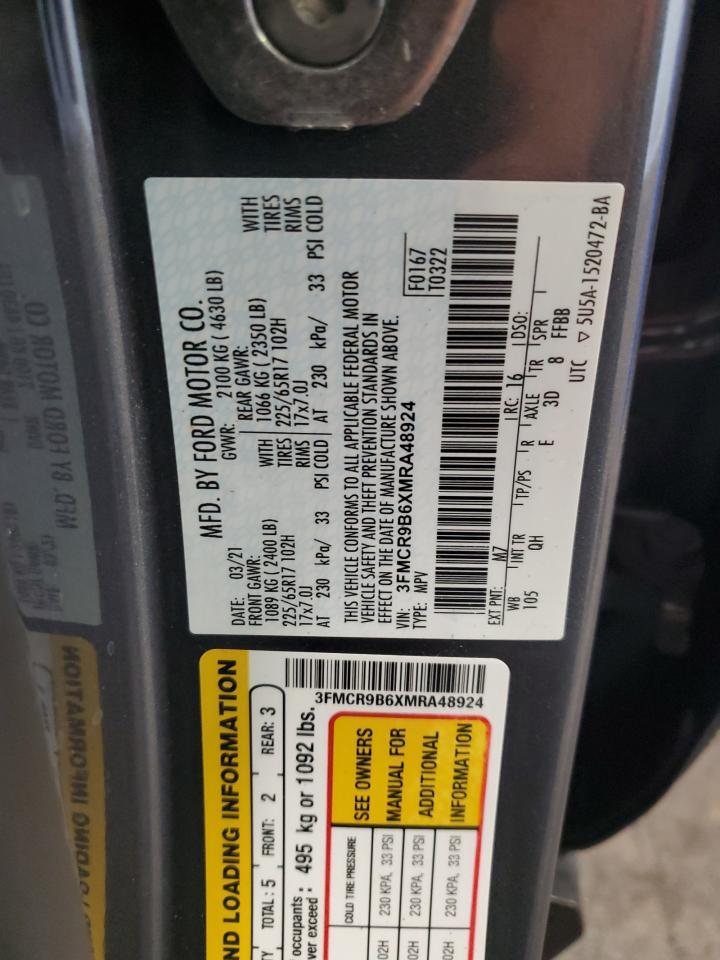 MFD. BY FORD MOTOR CO.
DATE: 03/21 GVWR: 2100 KG ( 4630 LB)
FRONT GAWR: REAR GAWR:
1089 KG ( 2400 LB) WITH 1066 KG ( 2350 LB) WITH
225/65R17 102H TIRES 225/65R17 102H TIRES
17x7.0J RIMS 17x7.0J RIMS
AT 230 kPa/ 33 PSI COLD AT 230 kPa/ 33 PSI COLD
THIS VEHICLE CONFORMS TO ALL APPLICABLE FEDERAL MOTOR
VEHICLE SAFETY AND THEFT PREVENTION STANDARDS IN
EFFECT ON THE DATE OF MANUFACTURE SHOWN ABOVE.
VIN: 3FMCR9B6XMRA48924 F0167
TYPE: MPV T0322
EXT PNT: M7 RC: 16 DSO:
WB INT TR TP/PS R AXLE TR SPR
105 QH E 3D 8 FFBB
UTC ▽ 5U5A-1520472-BA
ND LOADING INFORMATION
TOTAL: 5 FRONT: 2 REAR: 3
occupants :
ver exceed : 495 kg or 1092 lbs.
3FMCR9B6XMRA48924
COLD TIRE PRESSURE
02H 230 KPA, 33 PSI
02H 230 KPA, 33 PSI
02H 230 KPA, 33 PSI
SEE OWNERS
MANUAL FOR
ADDITIONAL
INFORMATION